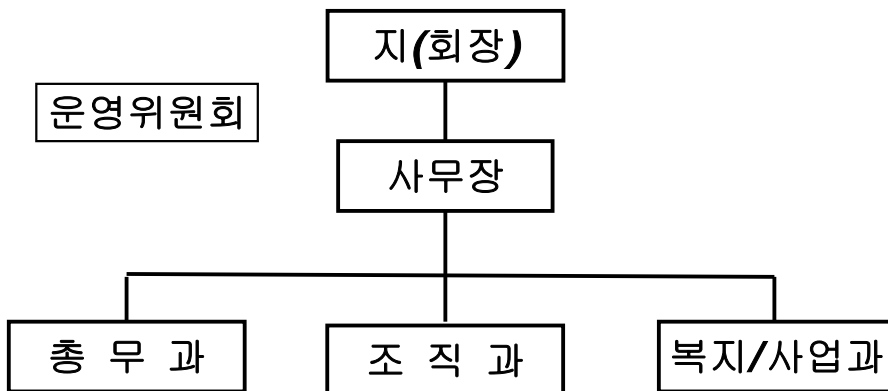 지(회장)
운영위원회
사무장
총 무 과
조 직 과
복지/사업과